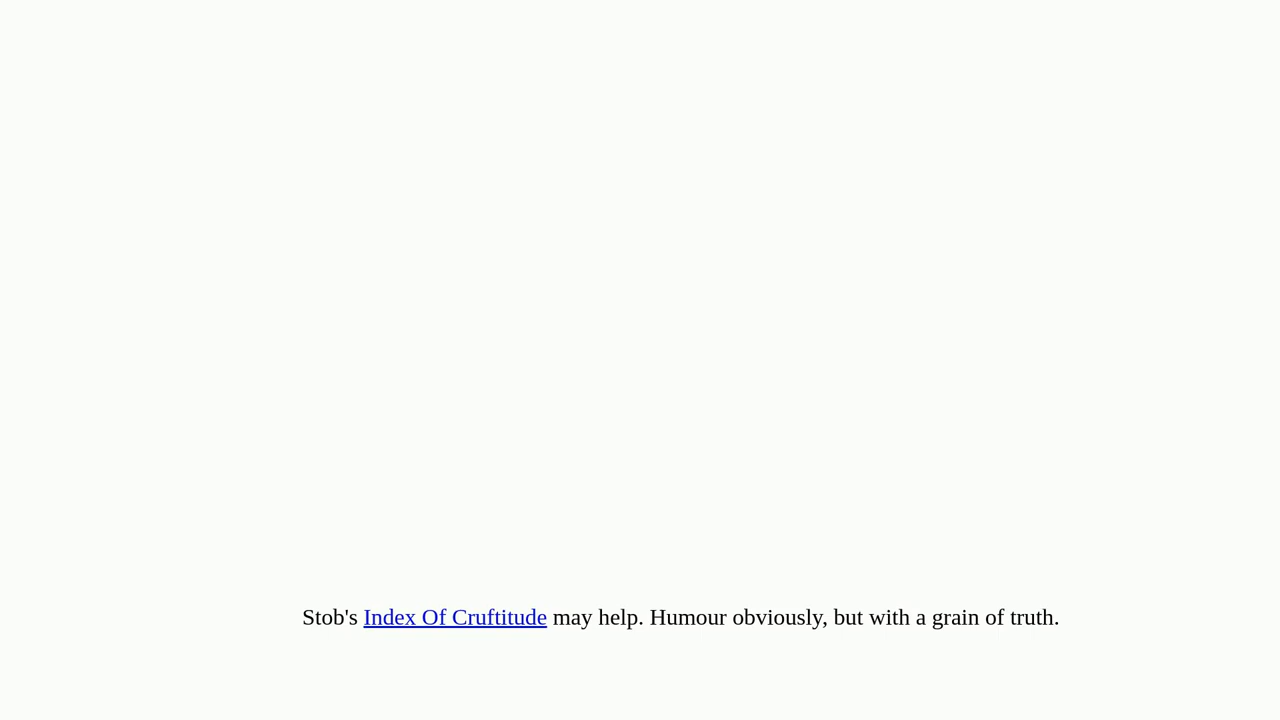 Stob's Index Of Cruftitude may help. Humour obviously, but with a grain of truth.